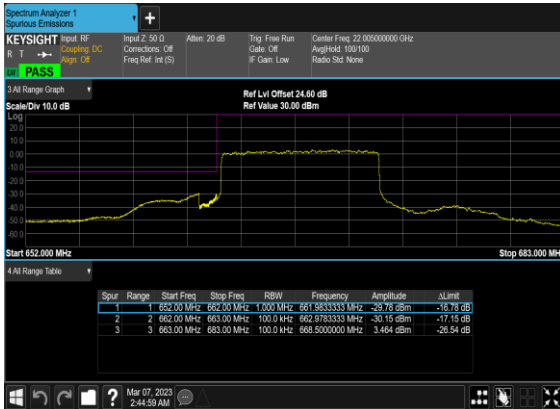 Spectrum Analyzer 1
Spurious Emissions
+
KEYSIGHT
R T
LXI
PASS
Input: RF
Coupling: DC
Align: Off
Input Z: 50 Ω
Corrections: Off
Freq Ref: Int (S)
Atten: 20 dB
Trig: Free Run
Gate: Off
IF Gain: Low
Center Freq: 22.005000000 GHz
Avg|Hold: 100/100
Radio Std: None
3 All Range Graph
Scale/Div 10.0 dB
Ref Lvl Offset 24.60 dB
Ref Value 30.00 dBm
Log
20.0
10.0
0.00
-10.0
-20.0
-30.0
-40.0
-50.0
-60.0
Start 652.000 MHz
Stop 683.000 MH
4 All Range Table
Spur Range Start Freq Stop Freq RBW Frequency Amplitude ΔLimit
1 1 652.00 MHz 662.00 MHz 1.000 MHz 661.9833333 MHz -29.78 dBm -16.78 dB
2 2 662.00 MHz 663.00 MHz 100.0 kHz 662.9783333 MHz -30.15 dBm -17.15 dB
3 3 663.00 MHz 683.00 MHz 100.0 kHz 668.5000000 MHz 3.464 dBm -26.54 dB
?
Mar 07, 2023
2:44:59 AM